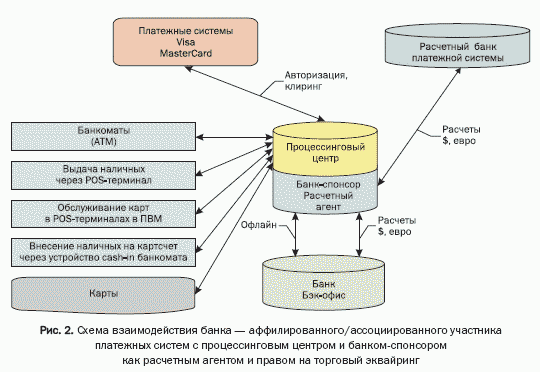 Платежные системы
Visa
MasterCard
Расчетный банк
платежной системы
Авторизация,
клиринг
Банкоматы
(ATM)
Процессинговый
центр
Расчеты
$, евро
Выдача наличных
через POS-терминал
Банк-спонсор
Расчетный
агент
Обслуживание карт
в POS-терминалах в ПВМ
Офлайн
Расчеты
$, евро
Внесение наличных на картсчет
через устройство cash-in банкомата
Банк
Бэк-офис
Карты
Рис. 2. Схема взаимодействия банка — аффилированного/ассоциированного участника
платежных систем с процессинговым центром и банком-спонсором
как расчетным агентом и правом на торговый эквайринг